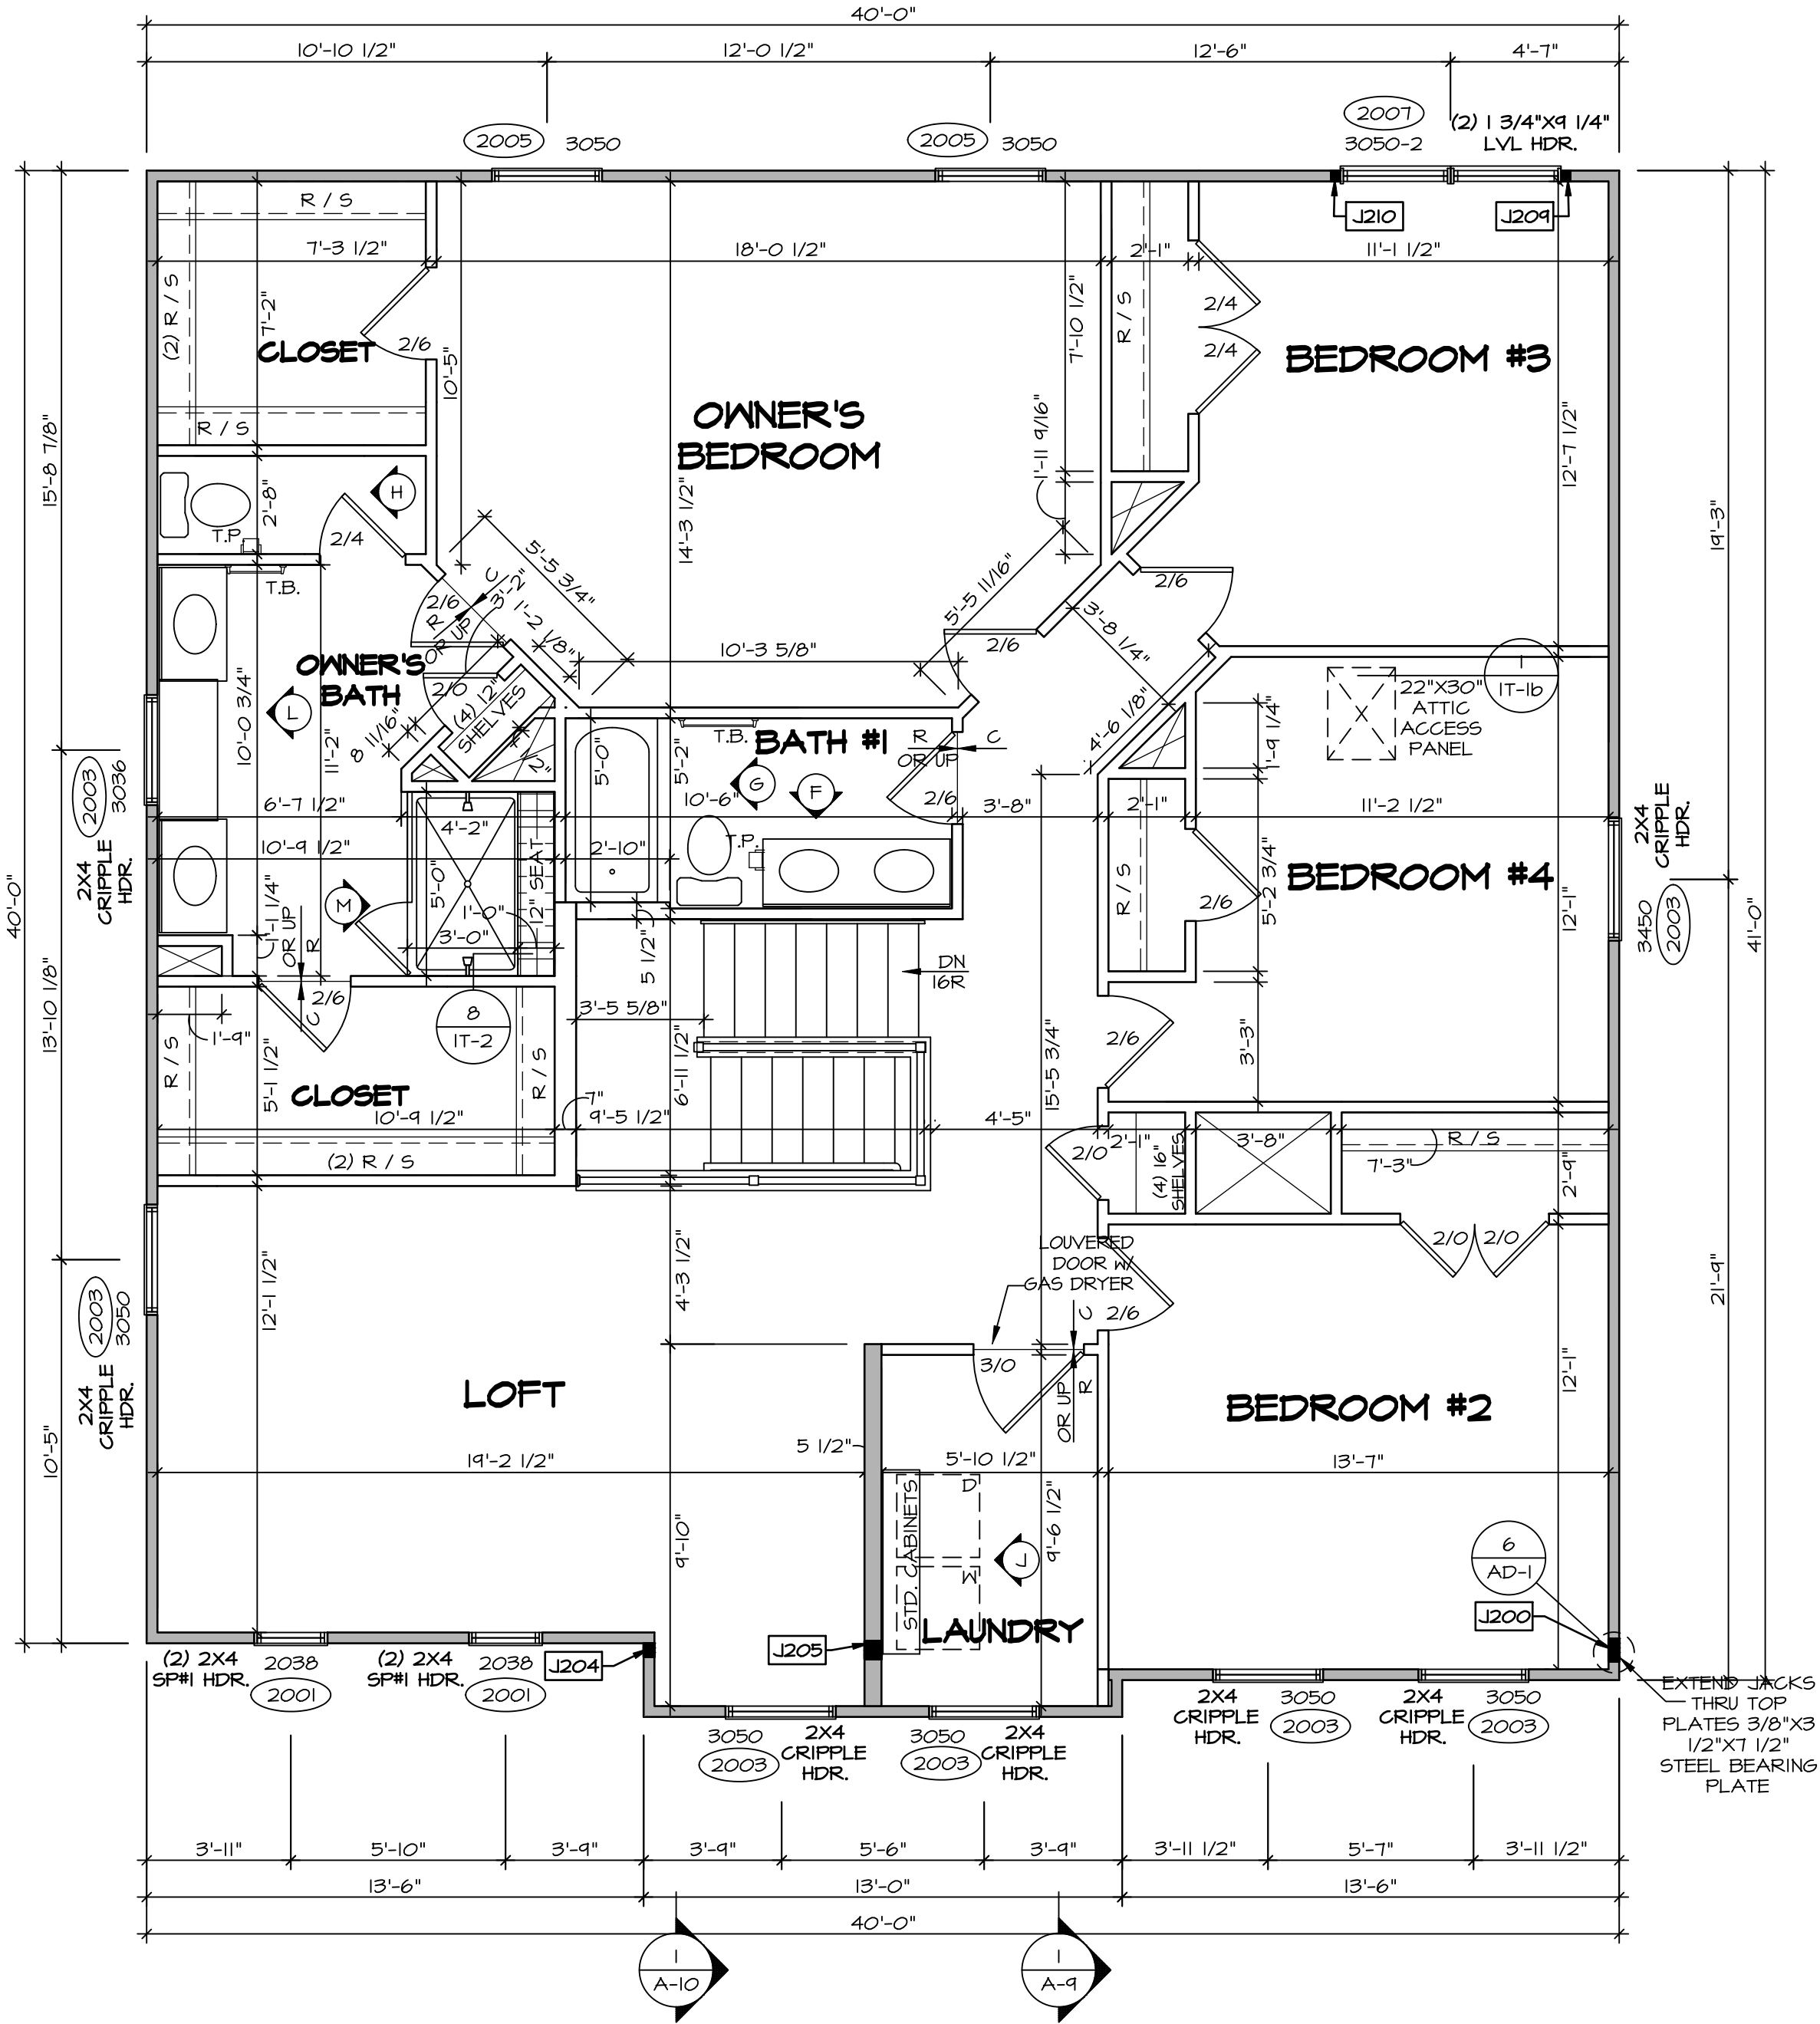 40'-0"
10'-10 1/2"
12'-0 1/2"
12'-6"
4'-7"
2005
3050
2005
3050
2007
3050-2
(2) 1 3/4"X9 1/4"
LVL HDR.
J210
J209
R / S
7'-3 1/2"
18'-0 1/2"
2'-1"
11'-1 1/2"
(2) R / S
7'-2"
CLOSET
2/6
R / S
10'-5"
OWNER'S
BEDROOM
14'-3 1/2"
7'-10 1/2"
1'-11 9/16"
R / S
2/4
2/4
BEDROOM #3
12'-7 1/2"
15'-8 7/8"
19'-3"
2'-8"
T.P.
H
2/4
T.B.
2/6
R
OR UP
C
3'-2"
1'-2 1/8"
5'-5 3/4"
5'-5 11/16"
10'-3 5/8"
2/6
3'-8 1/4"
2/6
OWNER'S
BATH
2/0
(4) 12"
SHELVES
8 11/16"
12"
L
10'-0 3/4"
11'-2"
5'-0"
5'-2"
T.B.
BATH #1
R
OR UP
C
4'-6 1/8"
1'-9 1/4"
22"X30"
ATTIC
ACCESS
PANEL
1
IT-1b
2003
3036
2X4
CRIPPLE
HDR.
6'-7 1/2"
10'-9 1/2"
4'-2"
5'-0"
12" SEAT
3'-0"
1'-0"
2'-10"
10'-6"
G
F
T.P.
2/6
3'-8"
2'-1"
11'-2 1/2"
R / S
2/6
5'-2 3/4"
BEDROOM #4
12'-1"
2X4
CRIPPLE
HDR.
3450
2003
40'-0"
41'-0"
M
1'-1 1/4"
OR UP
R
C
2/6
5 1/2"
DN
16R
8
IT-2
3'-5 5/8"
1'-9"
R / S
5'-1 1/2"
CLOSET
10'-9 1/2"
R / S
(2) R / S
7"
9'-5 1/2"
6'-11 1/2"
4'-5"
15'-5 3/4"
2/6
3'-3"
13'-10 1/8"
2/0
2'-1"
(4) 16"
SHELVES
3'-8"
R / S
7'-3"
2'-9"
2/0
2/0
21'-9"
LOUVERED
DOOR W/
GAS DRYER
2/6
4'-3 1/2"
12'-1 1/2"
2003
3050
2X4
CRIPPLE
HDR.
10'-5"
3/0
C
OR UP
R
LOFT
BEDROOM #2
12'-1"
5 1/2"
19'-2 1/2"
5'-10 1/2"
13'-7"
D
W
STD. CABINETS
9'-10"
9'-6 1/2"
L
LAUNDRY
6
AD-1
J200
J204
J205
(2) 2X4
SP#1 HDR.
2038
2001
(2) 2X4
SP#1 HDR.
2038
2001
3050
2003
2X4
CRIPPLE
HDR.
3050
2003
2X4
CRIPPLE
HDR.
2X4
CRIPPLE
HDR.
3050
2003
2X4
CRIPPLE
HDR.
3050
2003
EXTEND JACKS
THRU TOP
PLATES 3/8"X3
1/2"X7 1/2"
STEEL BEARING
PLATE
3'-11"
5'-10"
3'-9"
3'-9"
5'-6"
3'-9"
3'-11 1/2"
5'-7"
3'-11 1/2"
13'-6"
13'-0"
13'-6"
40'-0"
1
A-10
1
A-9